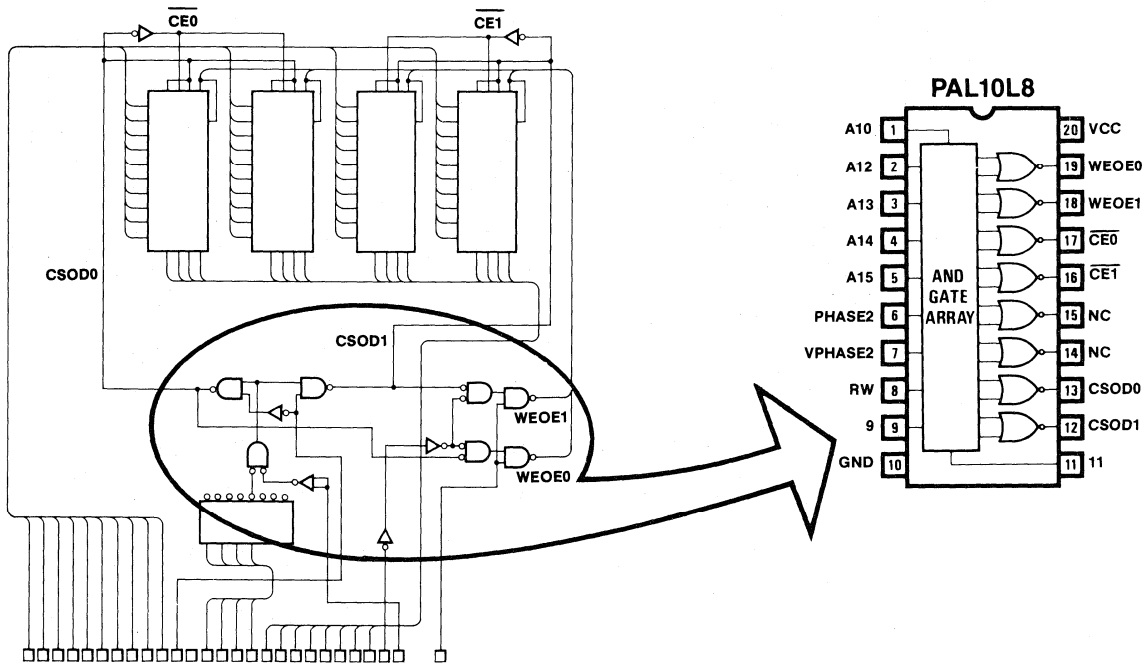 CE0
CE1
CSOD0
CSOD1
WEOE1
WEOE0
PAL10L8
A10 1
20 VCC
A12 2
19 WEOE0
A13 3
18 WEOE1
A14 4
17 CE0
A15 5
16 CE1
AND
GATE
ARRAY
PHASE2 6
15 NC
VPHASE2 7
14 NC
RW 8
13 CSOD0
9 9
12 CSOD1
GND 10
11 11